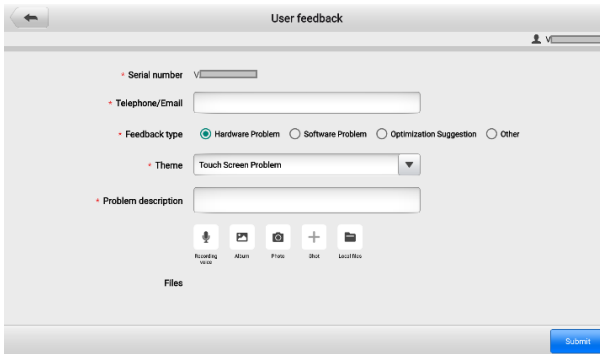 User feedback
V
* Serial number V
* Telephone/Email
* Feedback type Hardware Problem Software Problem Optimization Suggestion Other
* Theme Touch Screen Problem
* Problem description
Recording voice Album Photo Shot Local files
Files
Submit